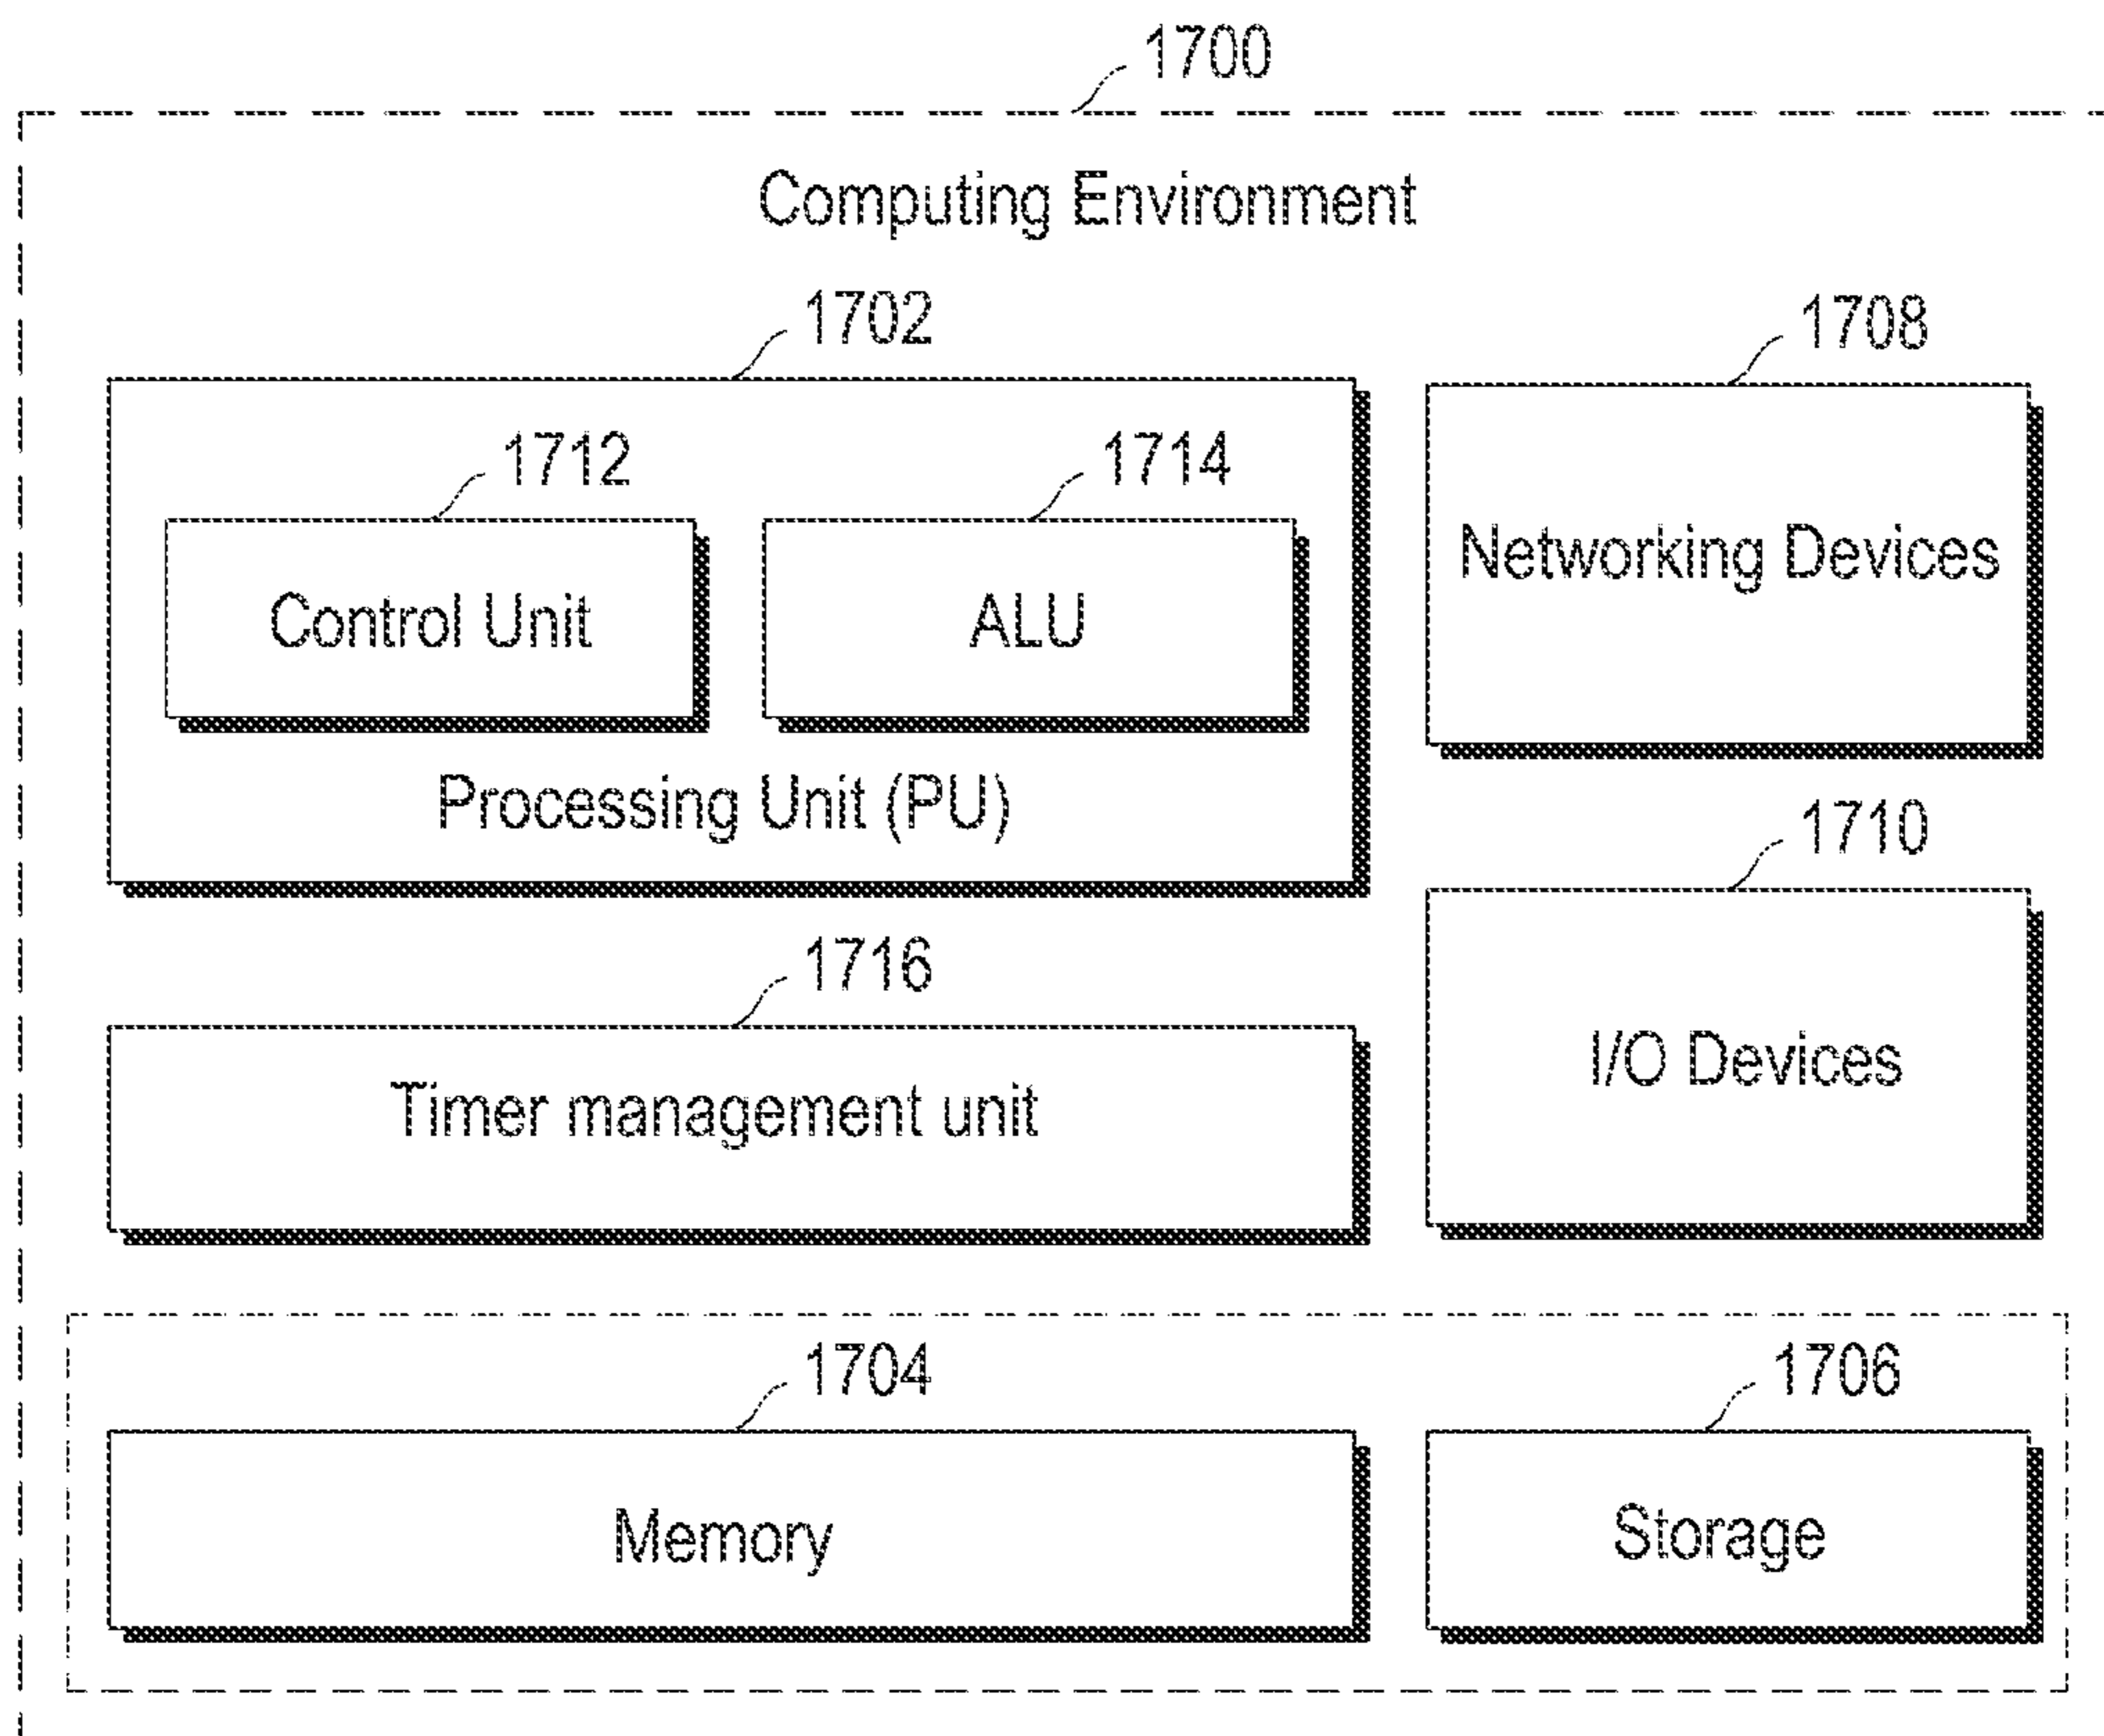 1700
Computing Environment
1702
1708
1712
1714
Networking Devices
Control Unit
ALU
Processing Unit (PU)
1710
1716
I/O Devices
Timer management unit
1704
1706
Memory
Storage